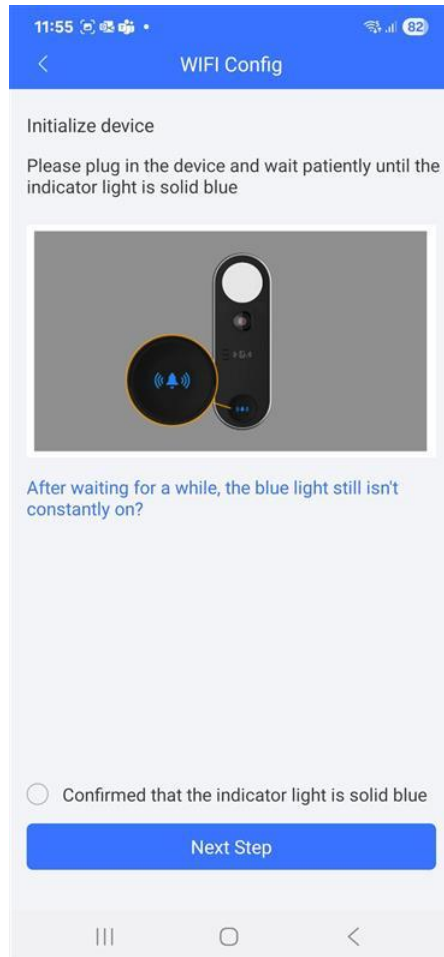 11:55
82
WIFI Config
Initialize device
Please plug in the device and wait patiently until the
indicator light is solid blue
After waiting for a while, the blue light still isn't
constantly on?
Confirmed that the indicator light is solid blue
Next Step